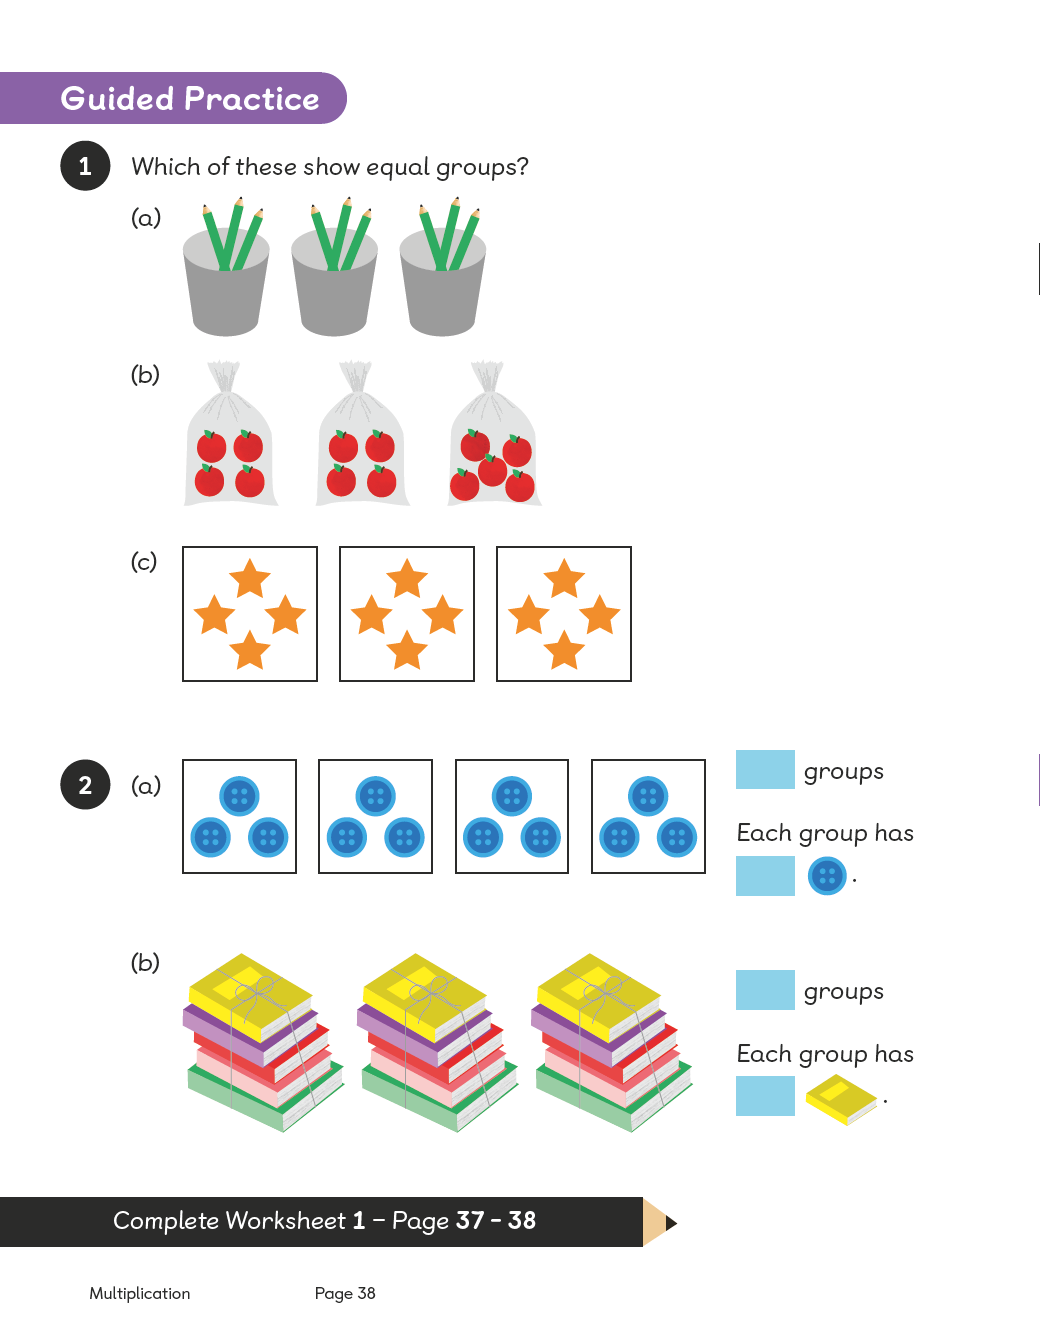 Guided Practice
1 Which of these show equal groups?
(a)
(b)
(c)
2 (a)
groups
Each group has
.
(b)
groups
Each group has
.
Complete Worksheet 1 – Page 37 - 38
Multiplication Page 38